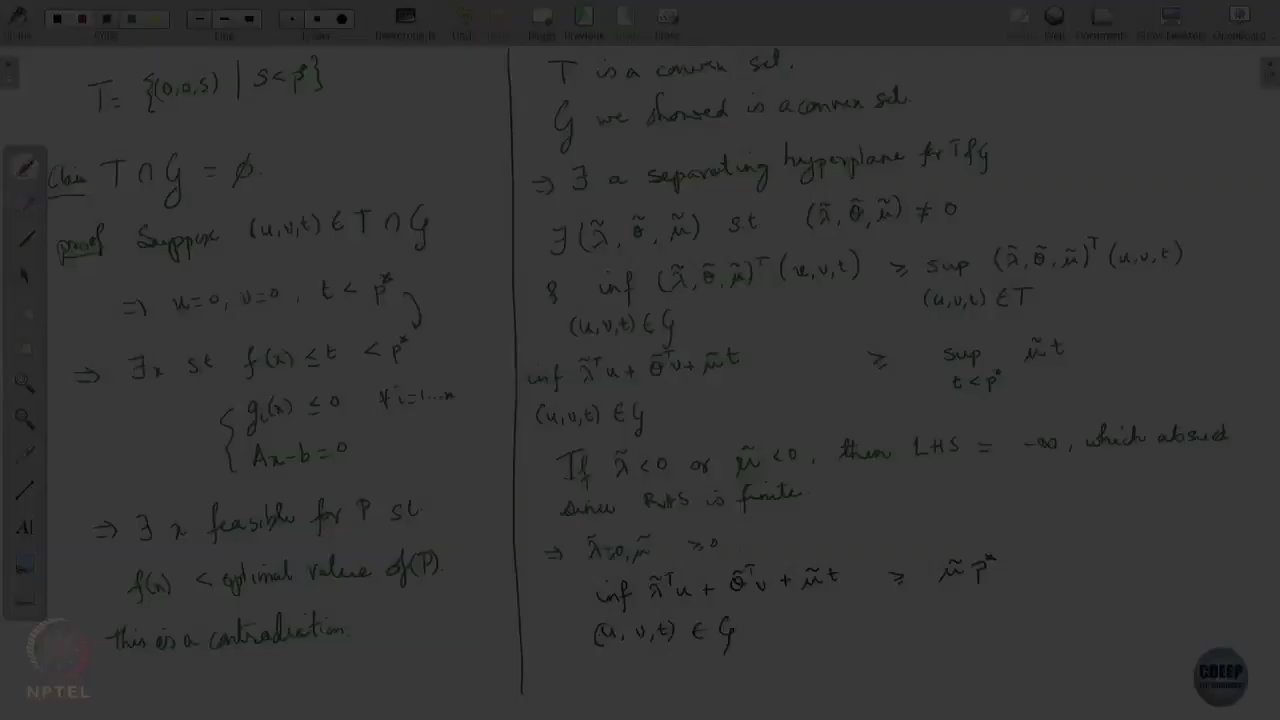 T = {(0,0,s) | s < p*}
Claim T ∩ G = ∅.
proof Suppose (u,v,t) ∈ T ∩ G
⇒ u=0, v=0, t < p*
⇒ ∃x st f(x) ≤ t < p*
gᵢ(x) ≤ 0 ∀ i=1...m
Ax-b=0
⇒ ∃ x feasible for P st
f(x) < optimal value of (P).
This is a contradiction
NPTEL
T is a convex set.
G we showed is a convex set.
⇒ ∃ a separating hyperplane for T & G
∃ (λ̃, θ̃, μ̃) st (λ̃, θ̃, μ̃) ≠ 0
& inf (λ̃, θ̃, μ̃)ᵀ (u,v,t) ≥ sup (λ̃, θ̃, μ̃)ᵀ (u,v,t)
(u,v,t) ∈ G (u,v,t) ∈ T
inf λ̃ᵀu + θ̃ᵀv + μ̃t ≥ sup μ̃t
(u,v,t) ∈ G t < p*
If λ̃ < 0 or μ̃ < 0, then LHS = -∞, which absurd
since RHS is finite
⇒ λ̃≥0, μ̃ ≥0
inf λ̃ᵀu + θ̃ᵀv + μ̃t ≥ μ̃ p*
(u, v, t) ∈ G
CDEEP